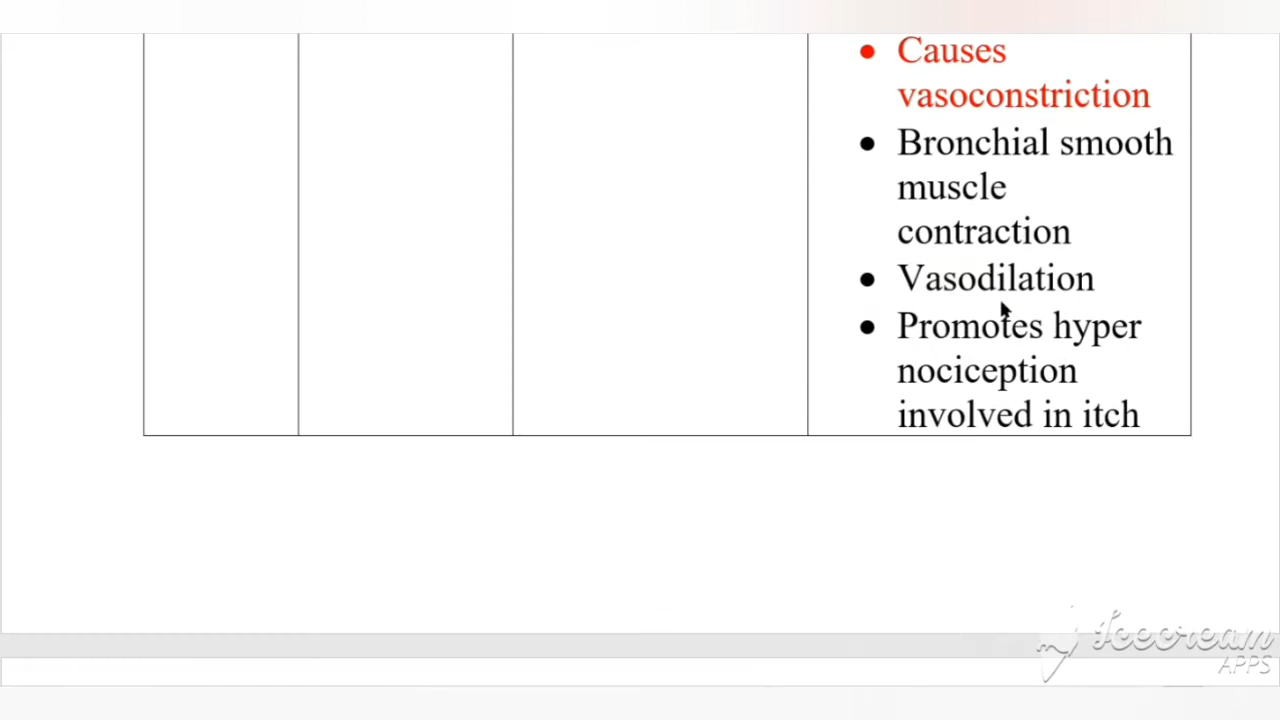 • Causes
vasoconstriction
• Bronchial smooth
muscle
contraction
• Vasodilation
• Promotes hyper
nociception
involved in itch
Icecream
APPS